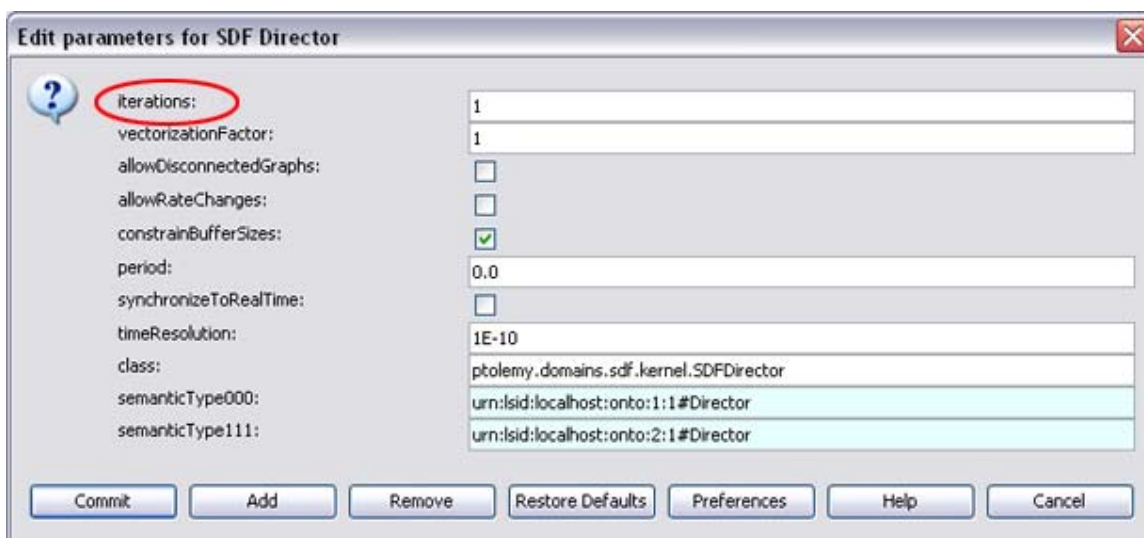 Edit parameters for SDF Director
iterations: 1
vectorizationFactor: 1
allowDisconnectedGraphs:
allowRateChanges:
constrainBufferSizes:
period: 0.0
synchronizeToRealTime:
timeResolution: 1E-10
class: ptolemy.domains.sdf.kernel.SDFDirector
semanticType000: urn:lsid:localhost:onto:1:1#Director
semanticType111: urn:lsid:localhost:onto:2:1#Director
Commit Add Remove Restore Defaults Preferences Help Cancel